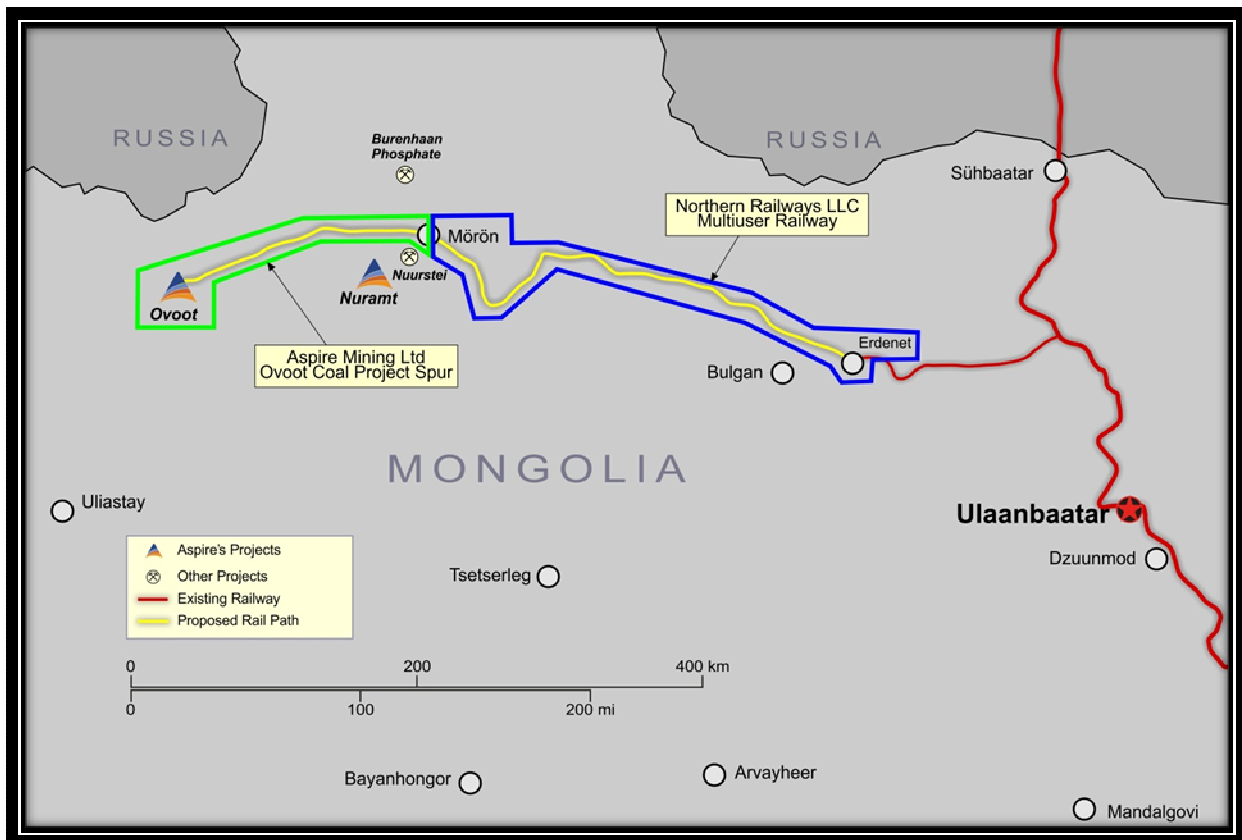 RUSSIA
RUSSIA
Burenhaan
Phosphate
Sühbaatar
Northern Railways LLC
Multiuser Railway
Mörön
Nuurstei
Nuramt
Ovoot
Aspire Mining Ltd
Ovoot Coal Project Spur
Erdenet
Bulgan
MONGOLIA
Uliastay
Ulaanbaatar
Dzuunmod
Tsetserleg
Aspire's Projects
Other Projects
Existing Railway
Proposed Rail Path
0 200 400 km
0 100 200 mi
Bayanhongor
Arvayheer
Mandalgovi